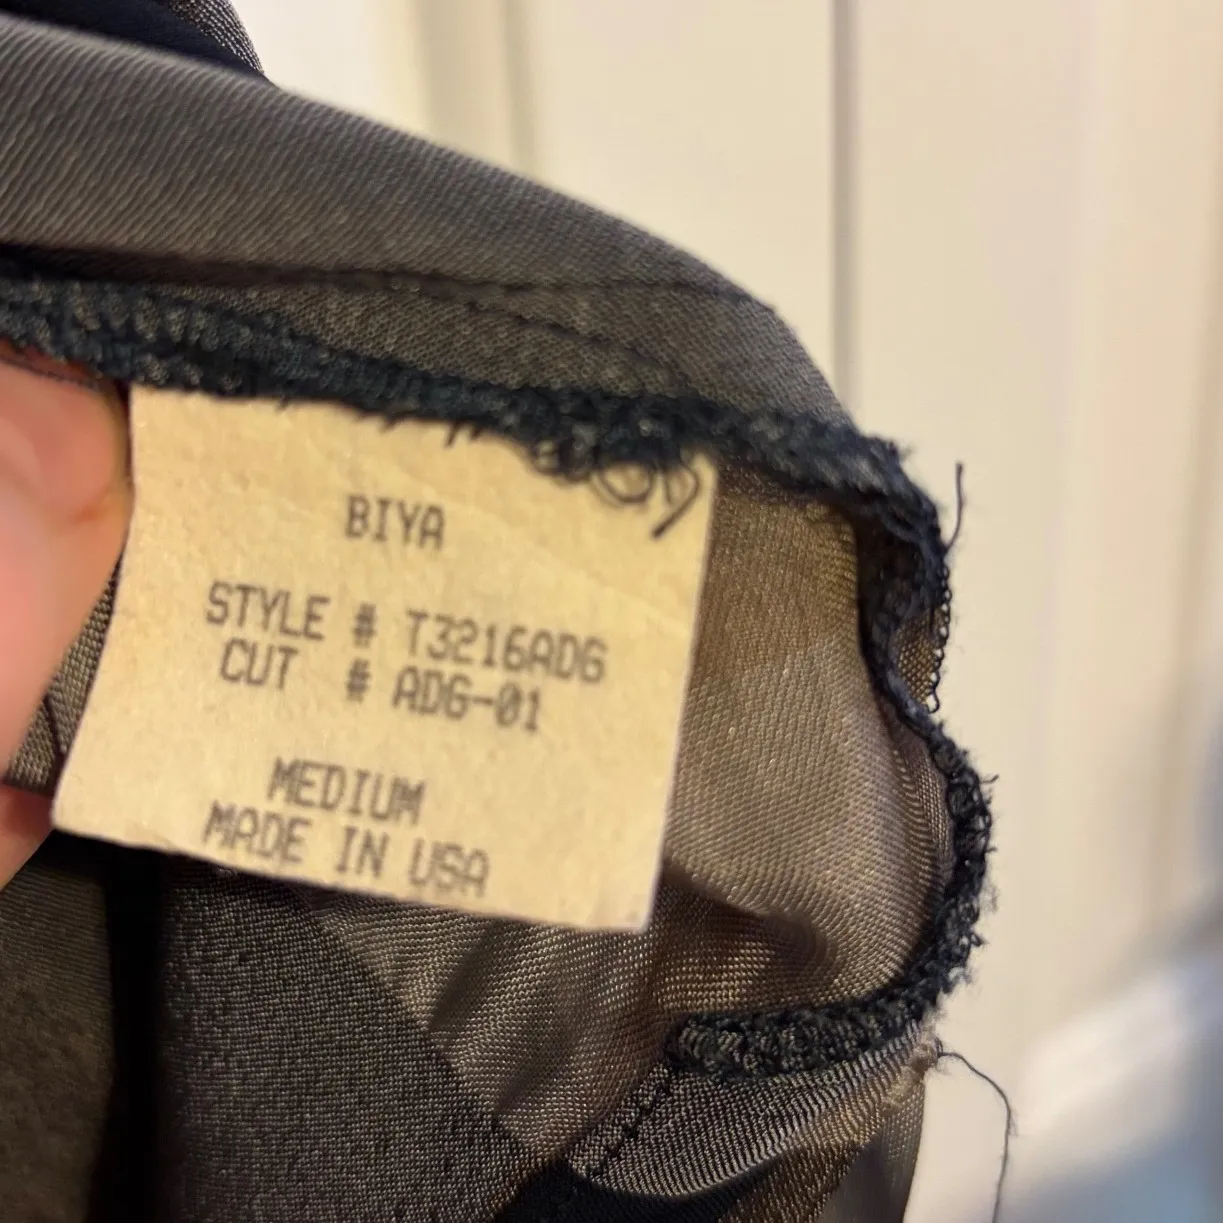 BIYA
STYLE # T3216ADG
CUT # ADG-01
MEDIUM
MADE IN USA